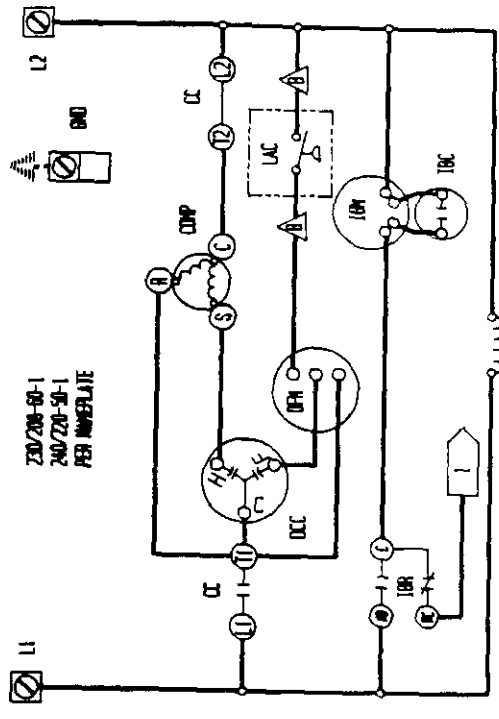 L1
L2
230/208-60-1
240/220-50-1
PER NAMEPLATE
GND
R
COMP
CC
CC
L1
T1
C
H
F
S
C
T2
L2
OFM
B
LAC
B
C
IBR
IBM
IBC
1